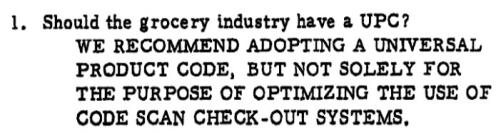 1. Should the grocery industry have a UPC?
WE RECOMMEND ADOPTING A UNIVERSAL
PRODUCT CODE, BUT NOT SOLELY FOR
THE PURPOSE OF OPTIMIZING THE USE OF
CODE SCAN CHECK-OUT SYSTEMS.